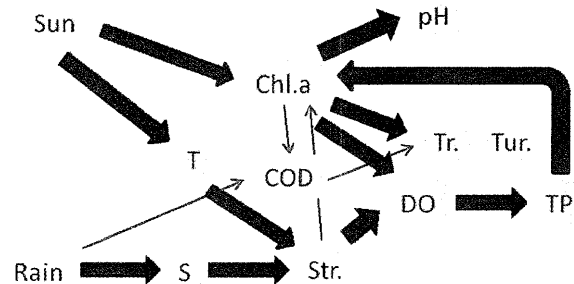 Sun
pH
Chl.a
Tr. Tur.
T
COD
DO
TP
Rain
S
Str.